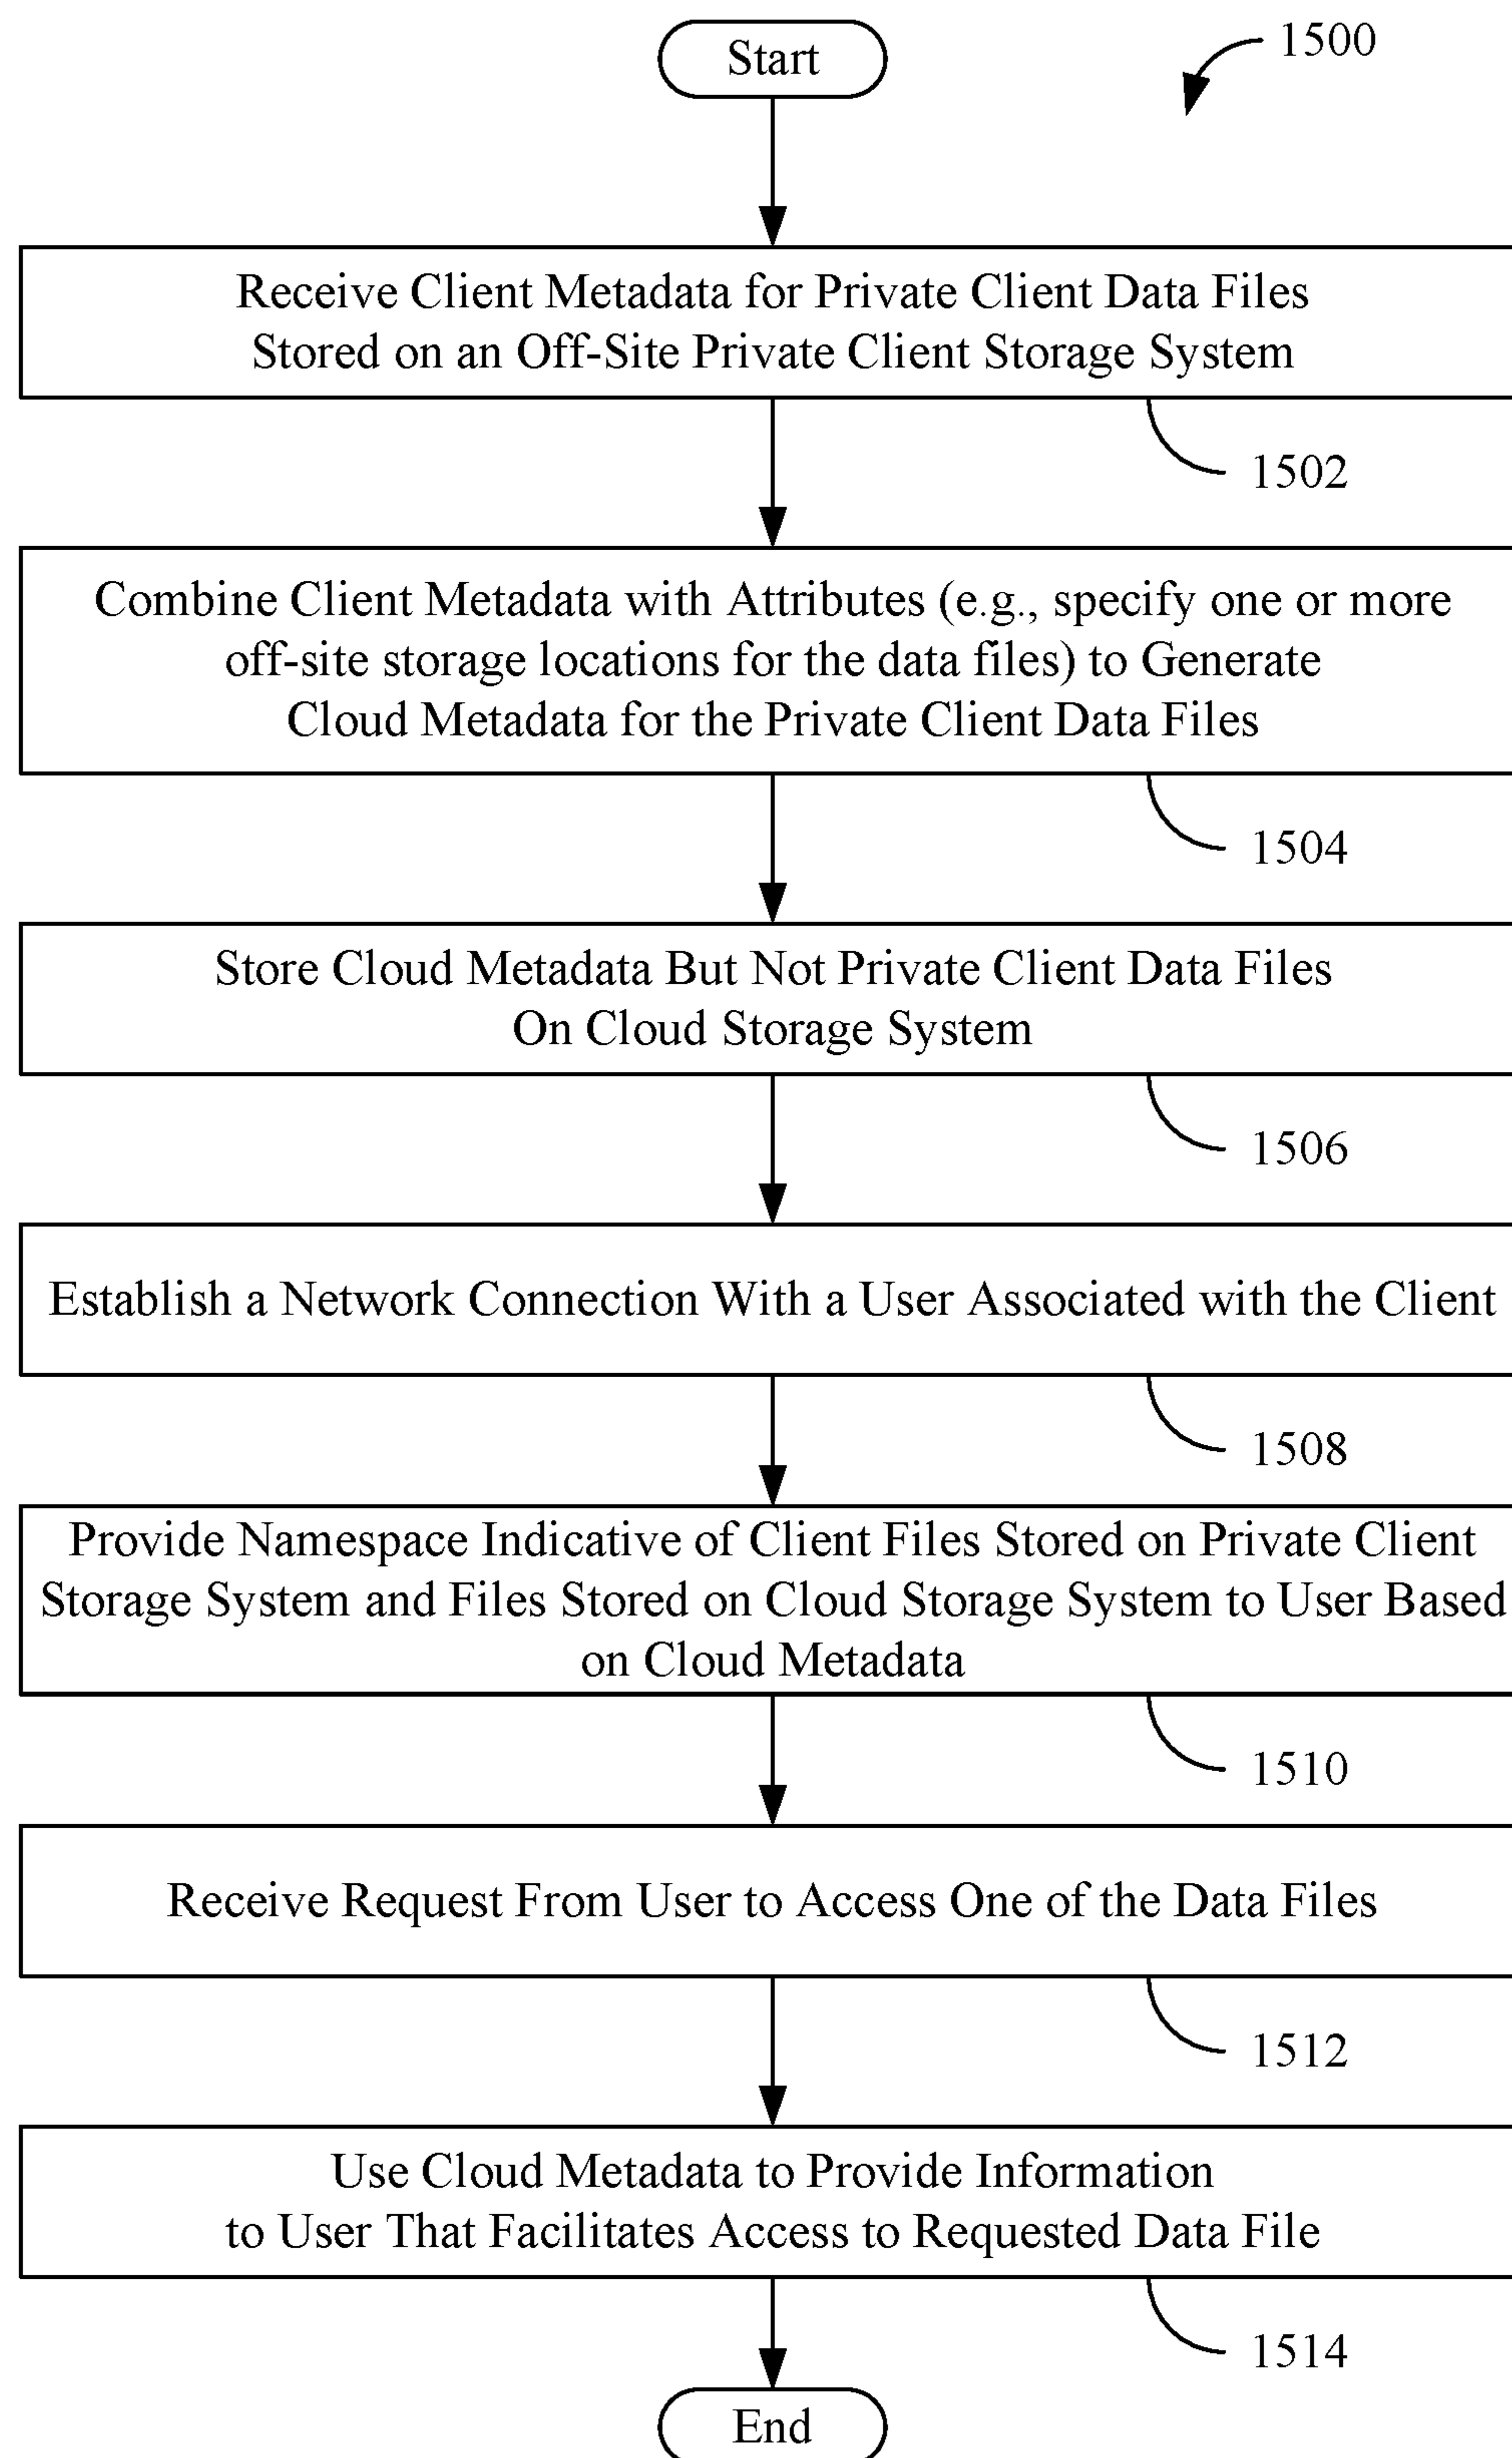 Start
1500
Receive Client Metadata for Private Client Data Files
Stored on an Off-Site Private Client Storage System
1502
Combine Client Metadata with Attributes (e.g., specify one or more
off-site storage locations for the data files) to Generate
Cloud Metadata for the Private Client Data Files
1504
Store Cloud Metadata But Not Private Client Data Files
On Cloud Storage System
1506
Establish a Network Connection With a User Associated with the Client
1508
Provide Namespace Indicative of Client Files Stored on Private Client
Storage System and Files Stored on Cloud Storage System to User Based
on Cloud Metadata
1510
Receive Request From User to Access One of the Data Files
1512
Use Cloud Metadata to Provide Information
to User That Facilitates Access to Requested Data File
1514
End